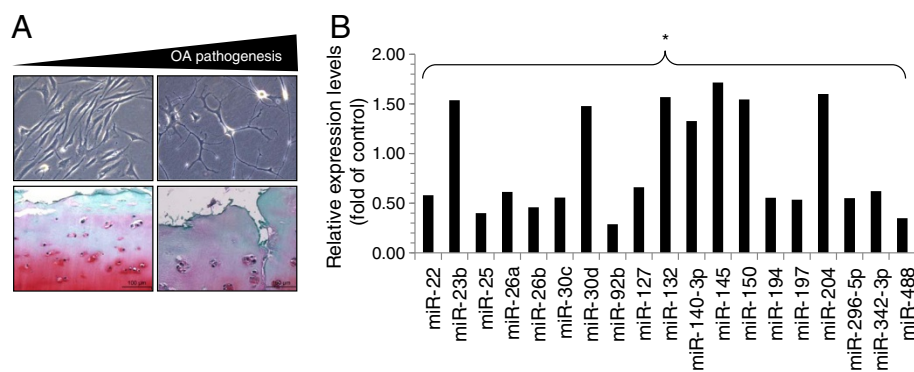 A
OA pathogenesis
100 µm
B
Relative expression levels
(fold of control)
2.00
1.50
1.00
0.50
0.00
*
miR-22
miR-23b
miR-25
miR-26a
miR-26b
miR-30c
miR-30d
miR-92b
miR-127
miR-132
miR-140-3p
miR-145
miR-150
miR-194
miR-197
miR-204
miR-296-5p
miR-342-3p
miR-488